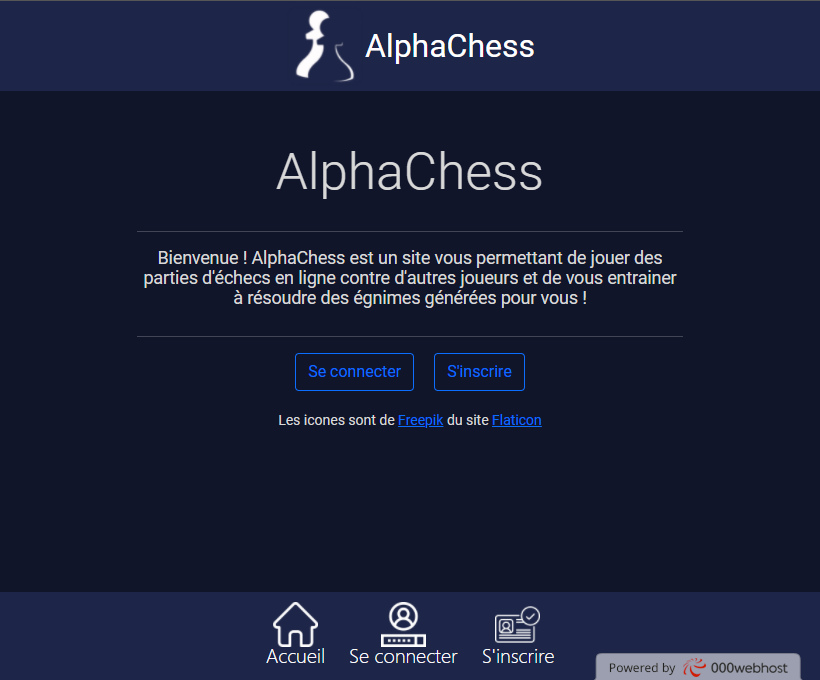 AlphaChess
AlphaChess
Bienvenue ! AlphaChess est un site vous permettant de jouer des
parties d'échecs en ligne contre d'autres joueurs et de vous entrainer
à résoudre des égnimes générées pour vous !
Se connecter S'inscrire
Les icones sont de Freepik du site Flaticon
Accueil Se connecter S'inscrire
Powered by 000webhost